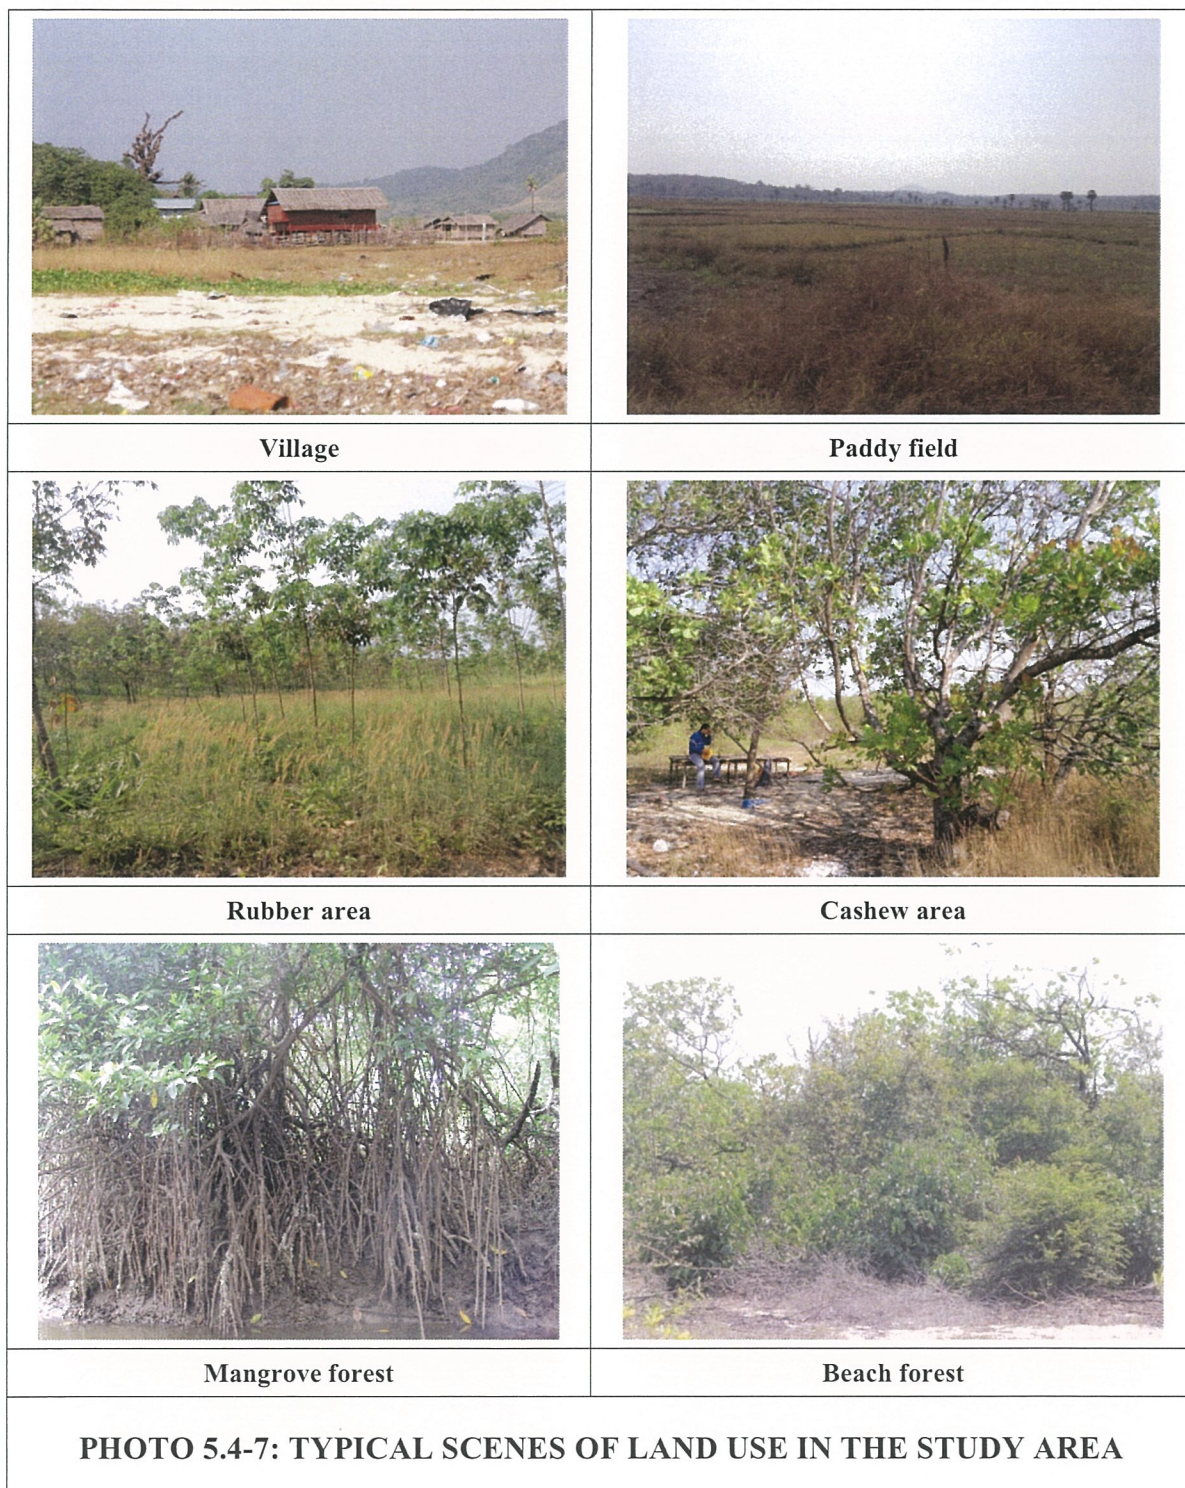 Village
Paddy field
Rubber area
Cashew area
Mangrove forest
Beach forest
PHOTO 5.4-7: TYPICAL SCENES OF LAND USE IN THE STUDY AREA